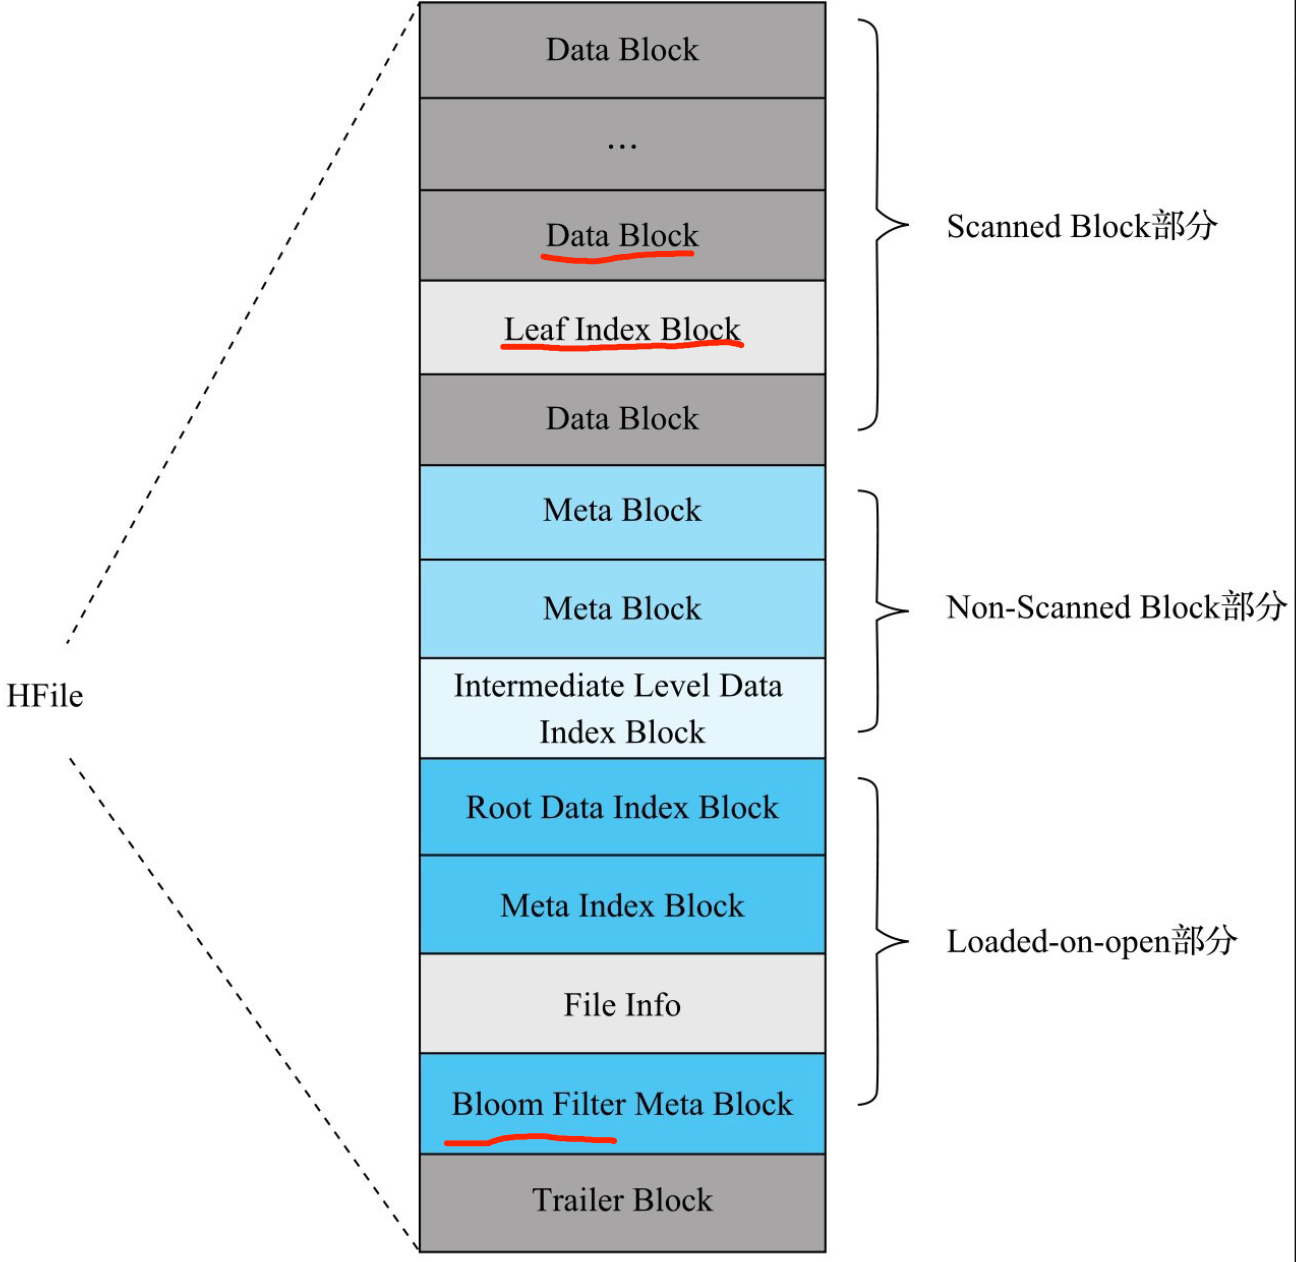 Data Block
...
Data Block
Scanned Block部分
Leaf Index Block
Data Block
Meta Block
Meta Block
Non-Scanned Block部分
HFile
Intermediate Level Data
Index Block
Root Data Index Block
Meta Index Block
Loaded-on-open部分
File Info
Bloom Filter Meta Block
Trailer Block